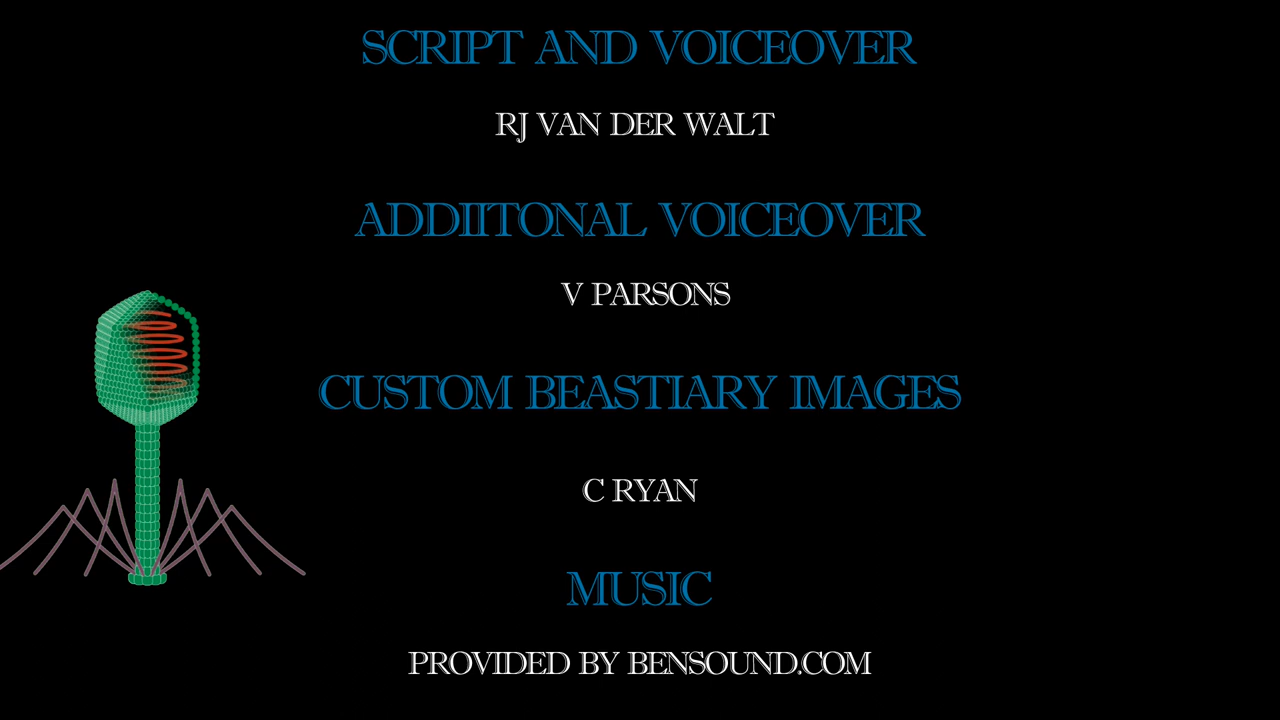 SCRIPT AND VOICEOVER
RJ VAN DER WALT
ADDIITONAL VOICEOVER
V PARSONS
CUSTOM BEASTIARY IMAGES
C RYAN
MUSIC
PROVIDED BY BENSOUND.COM